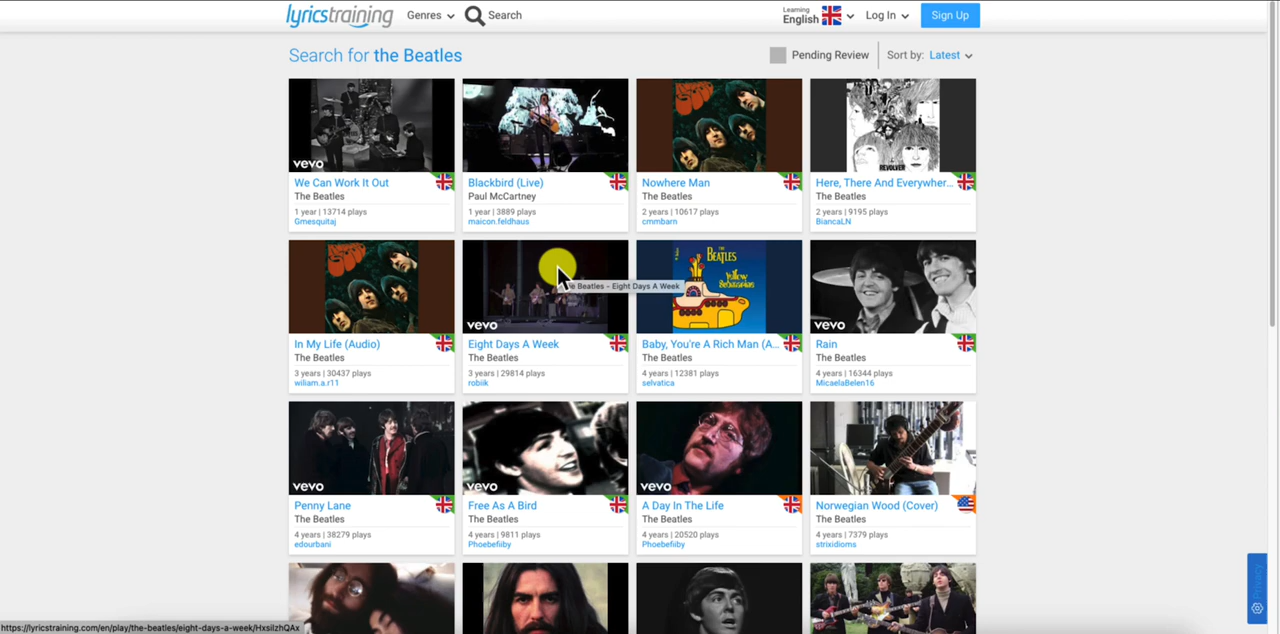 lyricstraining Genres Search Learning English Log In Sign Up
Search for the Beatles Pending Review Sort by: Latest
vevo
REVOLVER
We Can Work It Out Blackbird (Live) Nowhere Man Here, There And Everywher...
The Beatles Paul McCartney The Beatles The Beatles
1 year | 13714 plays 1 year | 3889 plays 2 years | 10617 plays 2 years | 9195 plays
Gmesquitaj maicon.feldhaus cmmbarn BiancaLN
THE BEATLES
Yellow Submarine
e Beatles - Eight Days A Week
vevo vevo
In My Life (Audio) Eight Days A Week Baby, You're A Rich Man (A... Rain
The Beatles The Beatles The Beatles The Beatles
3 years | 30437 plays 3 years | 29814 plays 4 years | 12381 plays 4 years | 16344 plays
wiliam.a.r11 robiik selvatica MicaelaBelen16
vevo vevo vevo
Penny Lane Free As A Bird A Day In The Life Norwegian Wood (Cover)
The Beatles The Beatles The Beatles The Beatles
4 years | 38279 plays 4 years | 9811 plays 4 years | 20520 plays 4 years | 7379 plays
edourbani Phoebefiiby Phoebefiiby strixidioms
Privacy
https://lyricstraining.com/en/play/the-beatles/eight-days-a-week/HxsilzhQAx